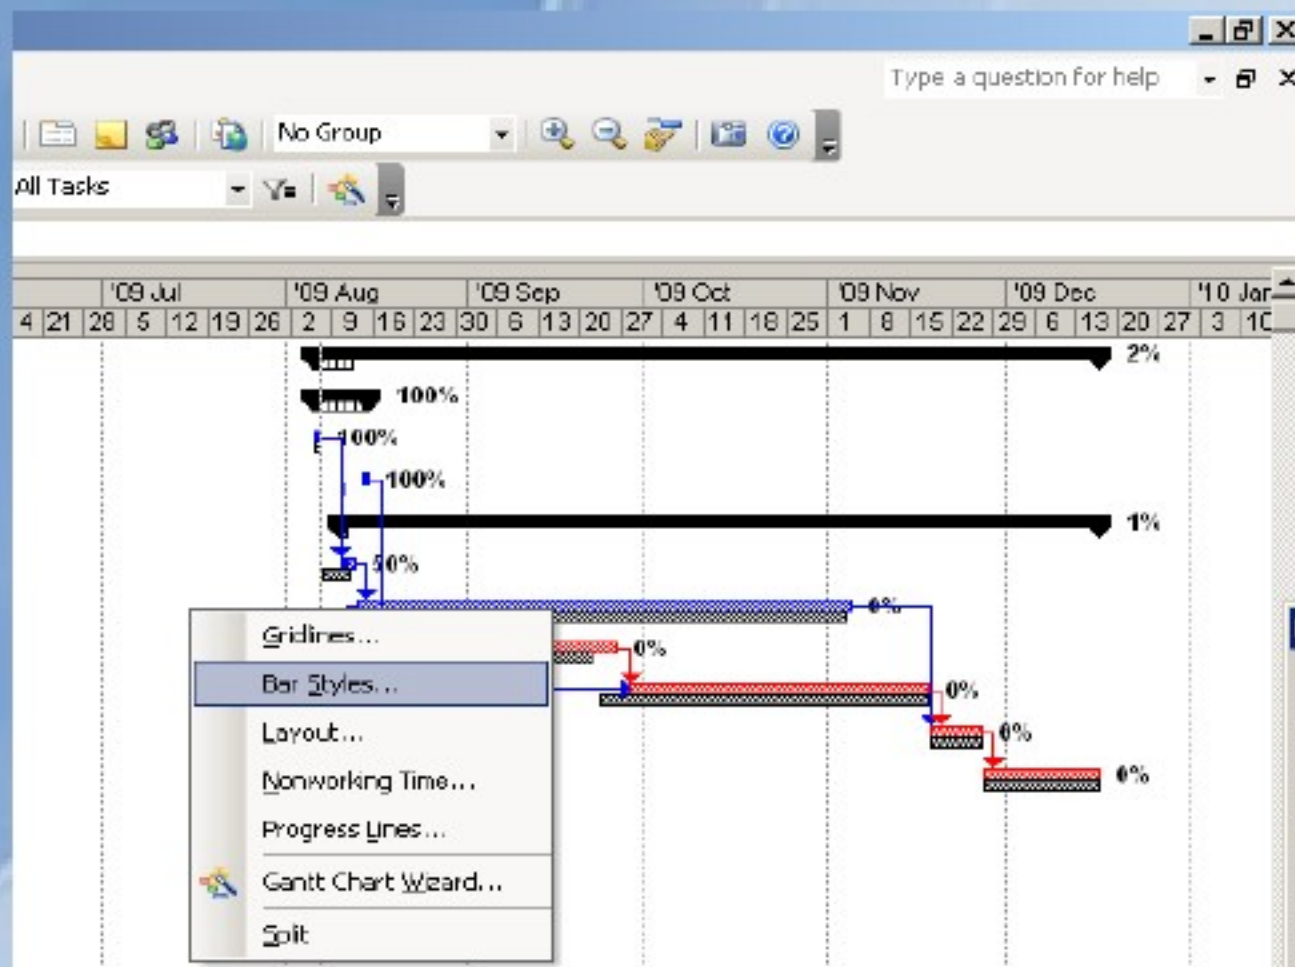 Type a question for help
No Group
All Tasks
'09 Jul '09 Aug '09 Sep '09 Oct '09 Nov '09 Dec '10 Jan
4 21 28 5 12 19 26 2 9 16 23 30 6 13 20 27 4 11 18 25 1 8 15 22 29 6 13 20 27 3 10
2%
100%
100%
100%
1%
50%
0%
0%
0%
0%
0%
Gridlines...
Bar Styles...
Layout...
Nonworking Time...
Progress Lines...
Gantt Chart Wizard...
Split